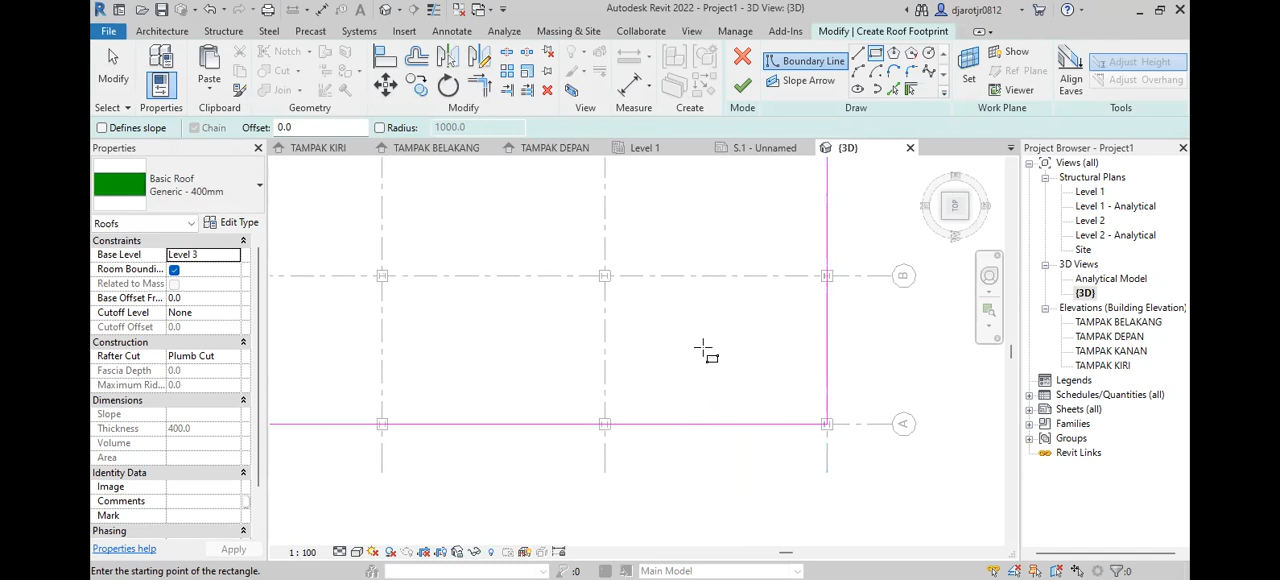 Autodesk Revit 2022 - Project1 - 3D View: {3D}
djarotjr0812
File Architecture Structure Steel Precast Systems Insert Annotate Analyze Massing & Site Collaborate View Manage Add-Ins Modify | Create Roof Footprint
Modify
Paste
Notch
Cut
Join
Boundary Line
Slope Arrow
Set
Show
Ref Plane
Viewer
Align
Eaves
Adjust Height
Adjust Overhang
Select Properties Clipboard Geometry Modify View Measure Create Mode Draw Work Plane Tools
Defines slope Chain Offset: 0.0 Radius: 1000.0
Properties
TAMPAK KIRI TAMPAK BELAKANG TAMPAK DEPAN Level 1 S.1 - Unnamed {3D}
Basic Roof
Generic - 400mm
Roofs Edit Type
Constraints
Base Level Level 3
Room Boundi...
Related to Mass
Base Offset Fr... 0.0
Cutoff Level None
Cutoff Offset 0.0
Construction
Rafter Cut Plumb Cut
Fascia Depth 0.0
Maximum Rid... 0.0
Dimensions
Slope
Thickness 400.0
Volume
Area
Identity Data
Image
Comments
Mark
Phasing
Properties help Apply
TOP
B
A
Project Browser - Project1
Views (all)
Structural Plans
Level 1
Level 1 - Analytical
Level 2
Level 2 - Analytical
Site
3D Views
Analytical Model
{3D}
Elevations (Building Elevation)
TAMPAK BELAKANG
TAMPAK DEPAN
TAMPAK KANAN
TAMPAK KIRI
Legends
Schedules/Quantities (all)
Sheets (all)
Families
Groups
Revit Links
1 : 100
Enter the starting point of the rectangle. :0 Main Model :0